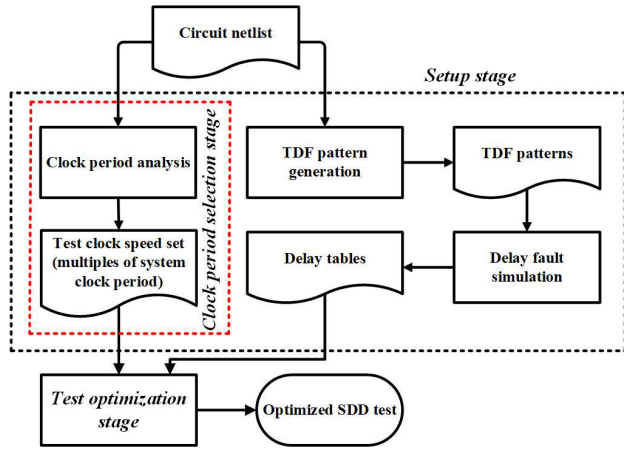 Circuit netlist
Setup stage
Clock period analysis
TDF pattern
generation
TDF patterns
Clock period selection stage
Test clock speed set
(multiples of system
clock period)
Delay tables
Delay fault
simulation
Test optimization
stage
Optimized SDD test